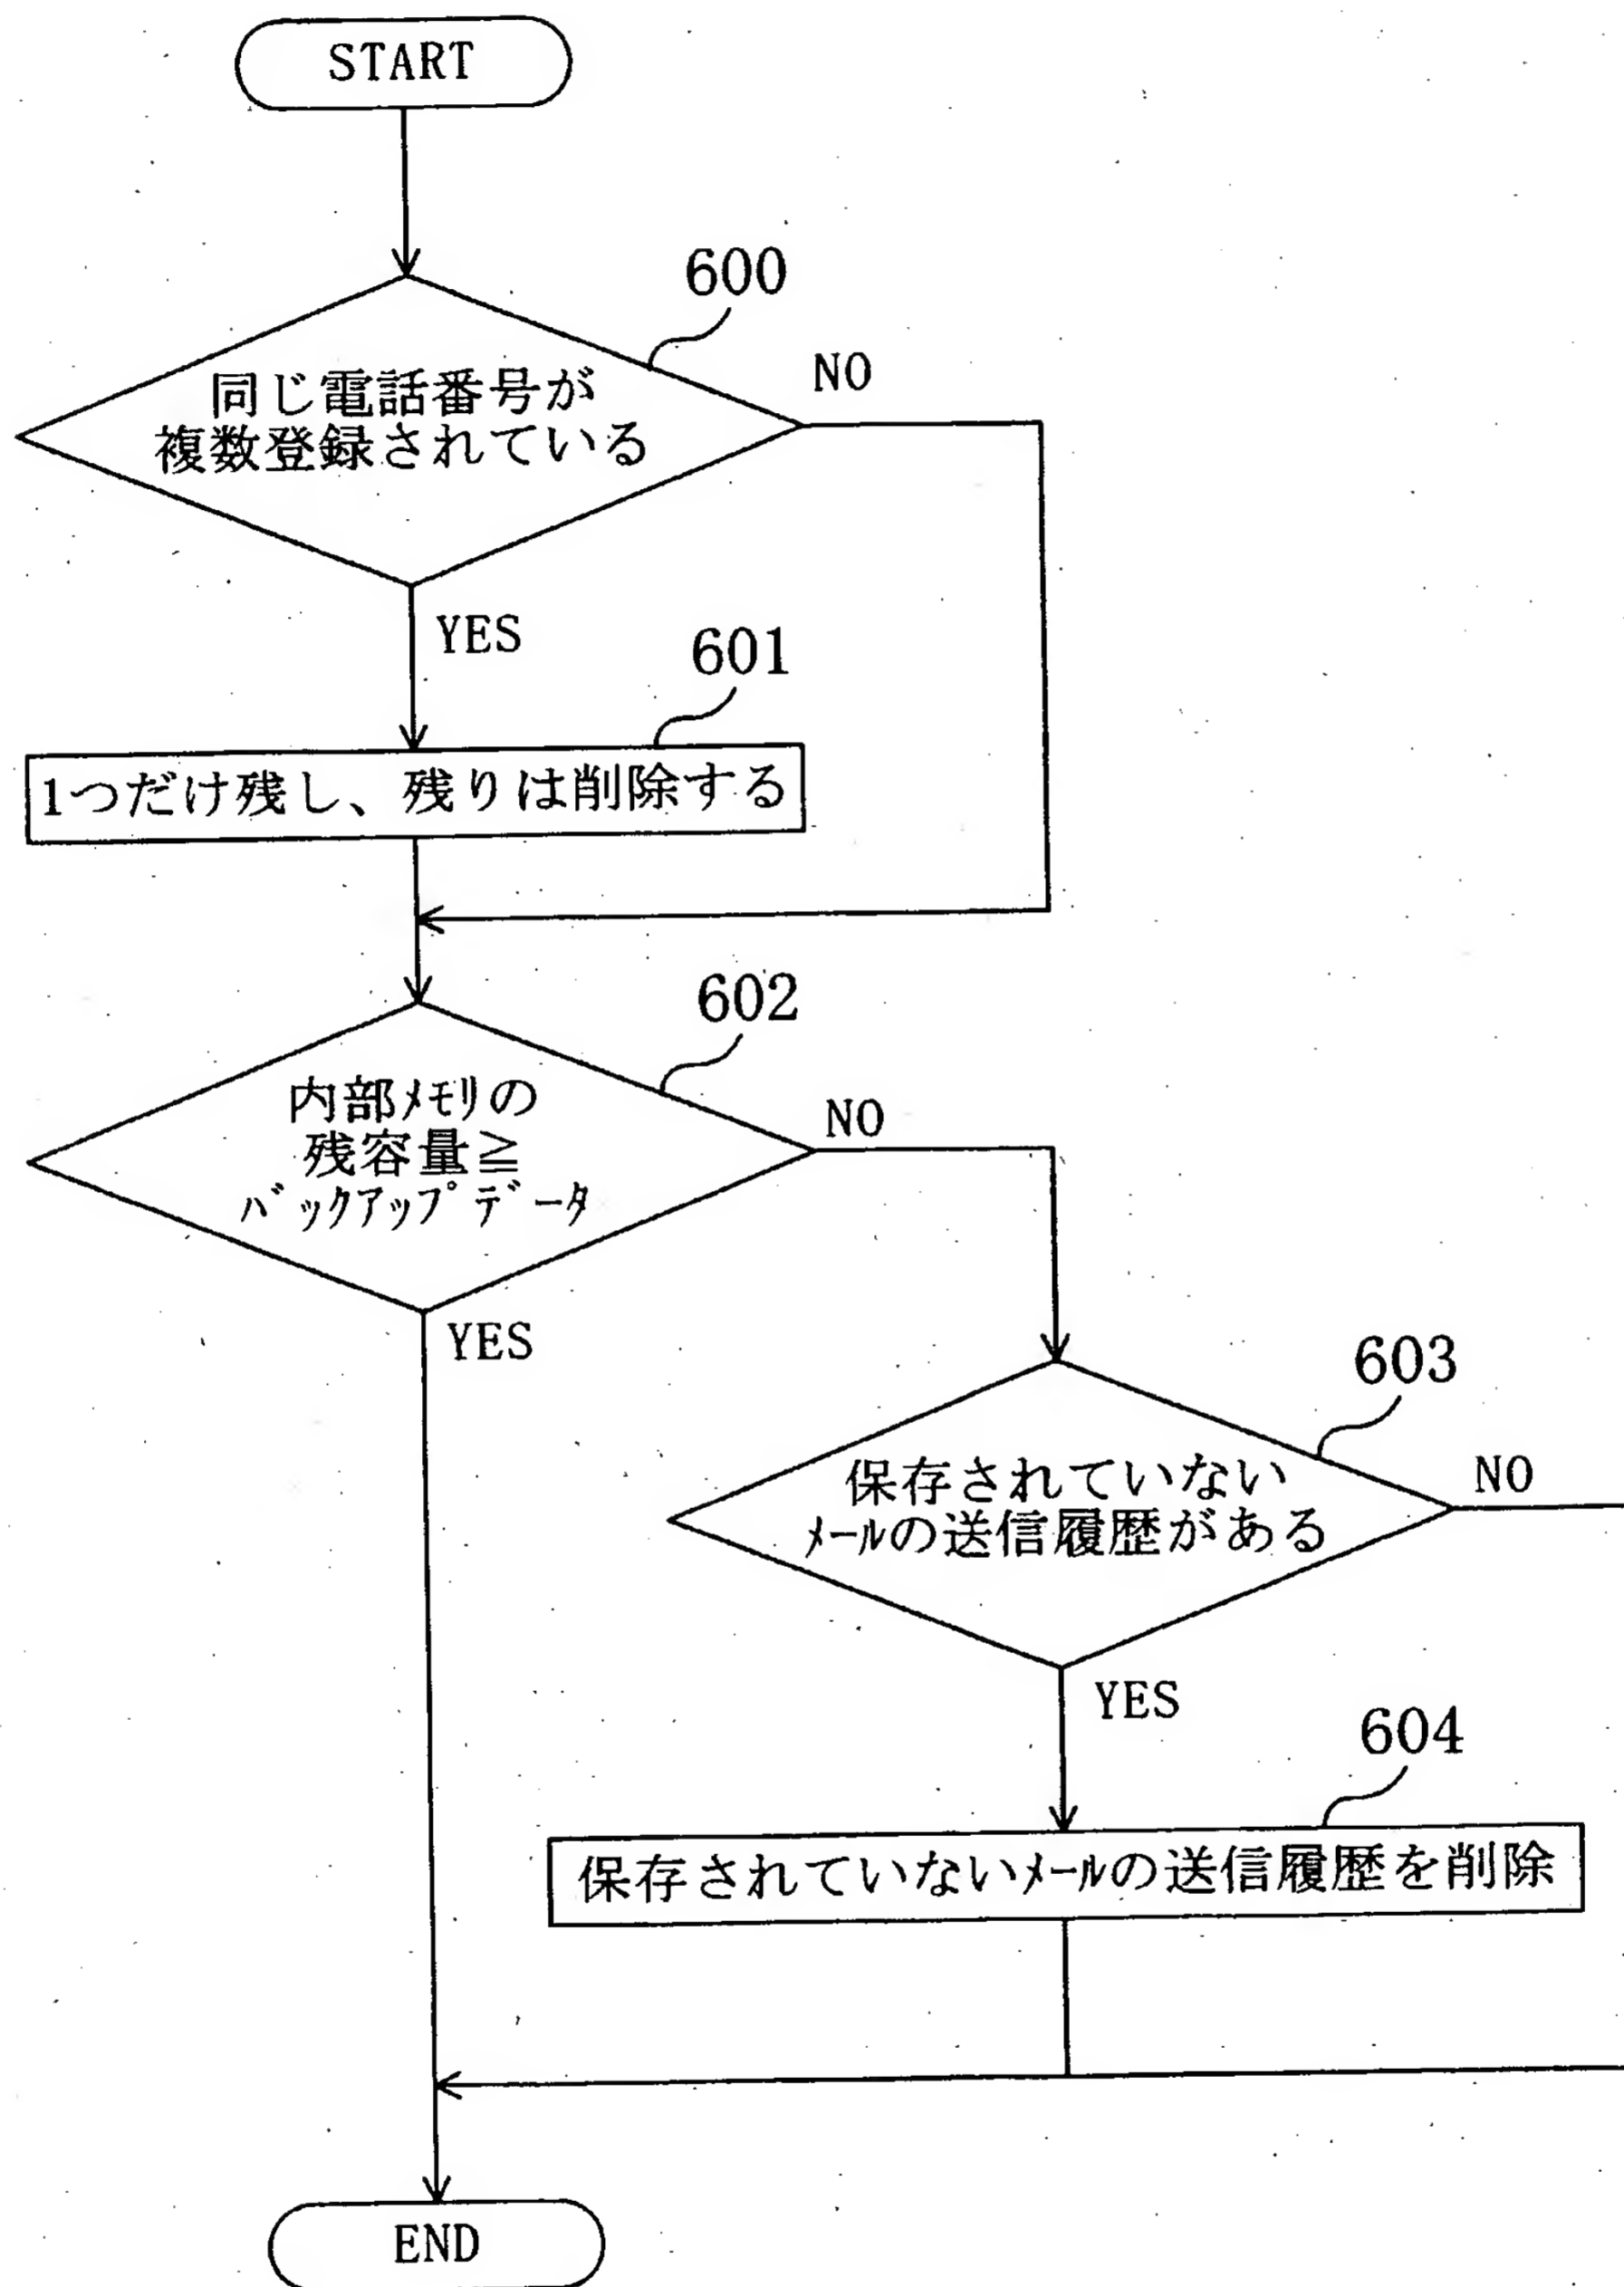 START
600
同じ電話番号が
複数登録されている
NO
YES
601
1つだけ残し、残りは削除する
602
内部ﾒﾓﾘの
残容量≧
ﾊﾞｯｸｱｯﾌﾟﾃﾞｰﾀ
NO
YES
603
保存されていない
ﾒｰﾙの送信履歴がある
NO
YES
604
保存されていないﾒｰﾙの送信履歴を削除
END